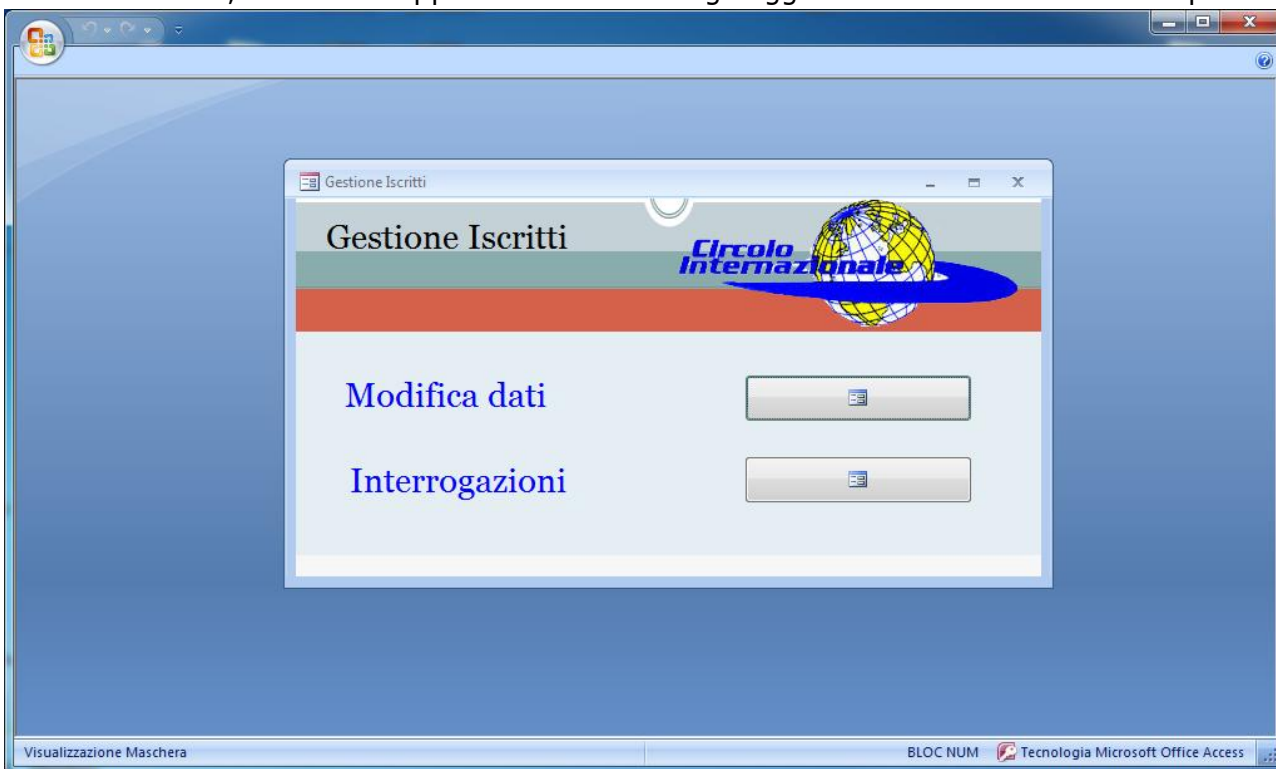 Gestione Iscritti
Gestione Iscritti
Circolo
Internazionale
Modifica dati
Interrogazioni
Visualizzazione Maschera
BLOC NUM
Tecnologia Microsoft Office Access